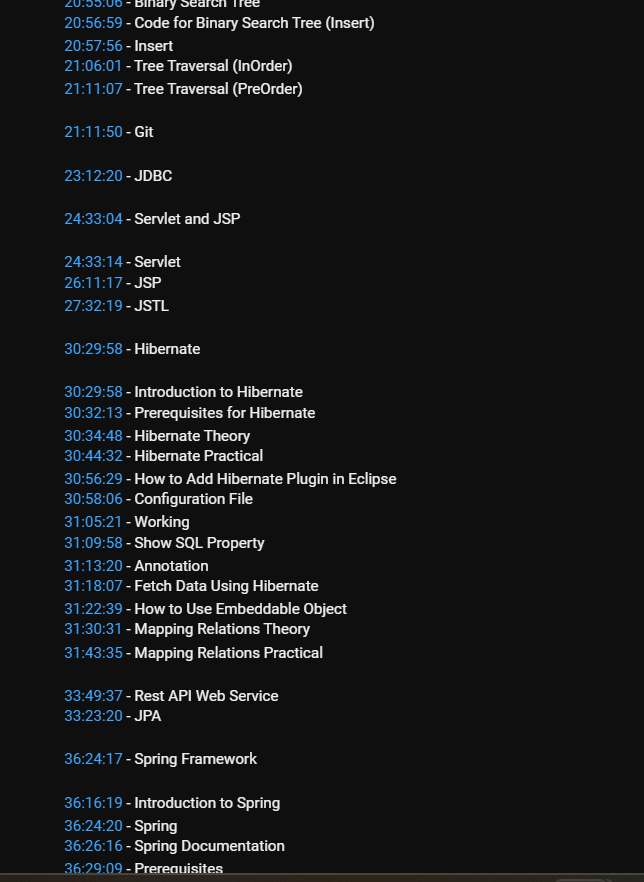 20:55:06 - Binary Search Tree
20:56:59 - Code for Binary Search Tree (Insert)
20:57:56 - Insert
21:06:01 - Tree Traversal (InOrder)
21:11:07 - Tree Traversal (PreOrder)
21:11:50 - Git
23:12:20 - JDBC
24:33:04 - Servlet and JSP
24:33:14 - Servlet
26:11:17 - JSP
27:32:19 - JSTL
30:29:58 - Hibernate
30:29:58 - Introduction to Hibernate
30:32:13 - Prerequisites for Hibernate
30:34:48 - Hibernate Theory
30:44:32 - Hibernate Practical
30:56:29 - How to Add Hibernate Plugin in Eclipse
30:58:06 - Configuration File
31:05:21 - Working
31:09:58 - Show SQL Property
31:13:20 - Annotation
31:18:07 - Fetch Data Using Hibernate
31:22:39 - How to Use Embeddable Object
31:30:31 - Mapping Relations Theory
31:43:35 - Mapping Relations Practical
33:49:37 - Rest API Web Service
33:23:20 - JPA
36:24:17 - Spring Framework
36:16:19 - Introduction to Spring
36:24:20 - Spring
36:26:16 - Spring Documentation
36:29:09 - Prerequisites